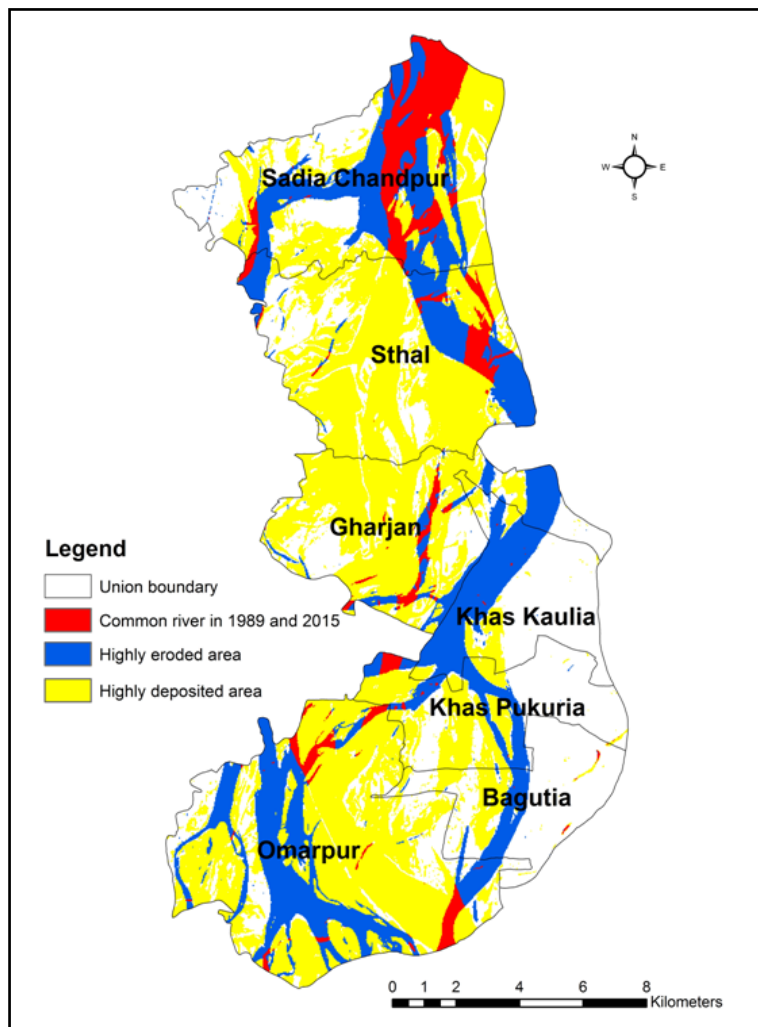 N
W E
S
Sadia Chandpur
Sthal
Gharjan
Legend
Union boundary
Common river in 1989 and 2015
Highly eroded area
Highly deposited area
Khas Kaulia
Khas Pukuria
Bagutia
Omarpur
0 1 2 4 6 8
Kilometers